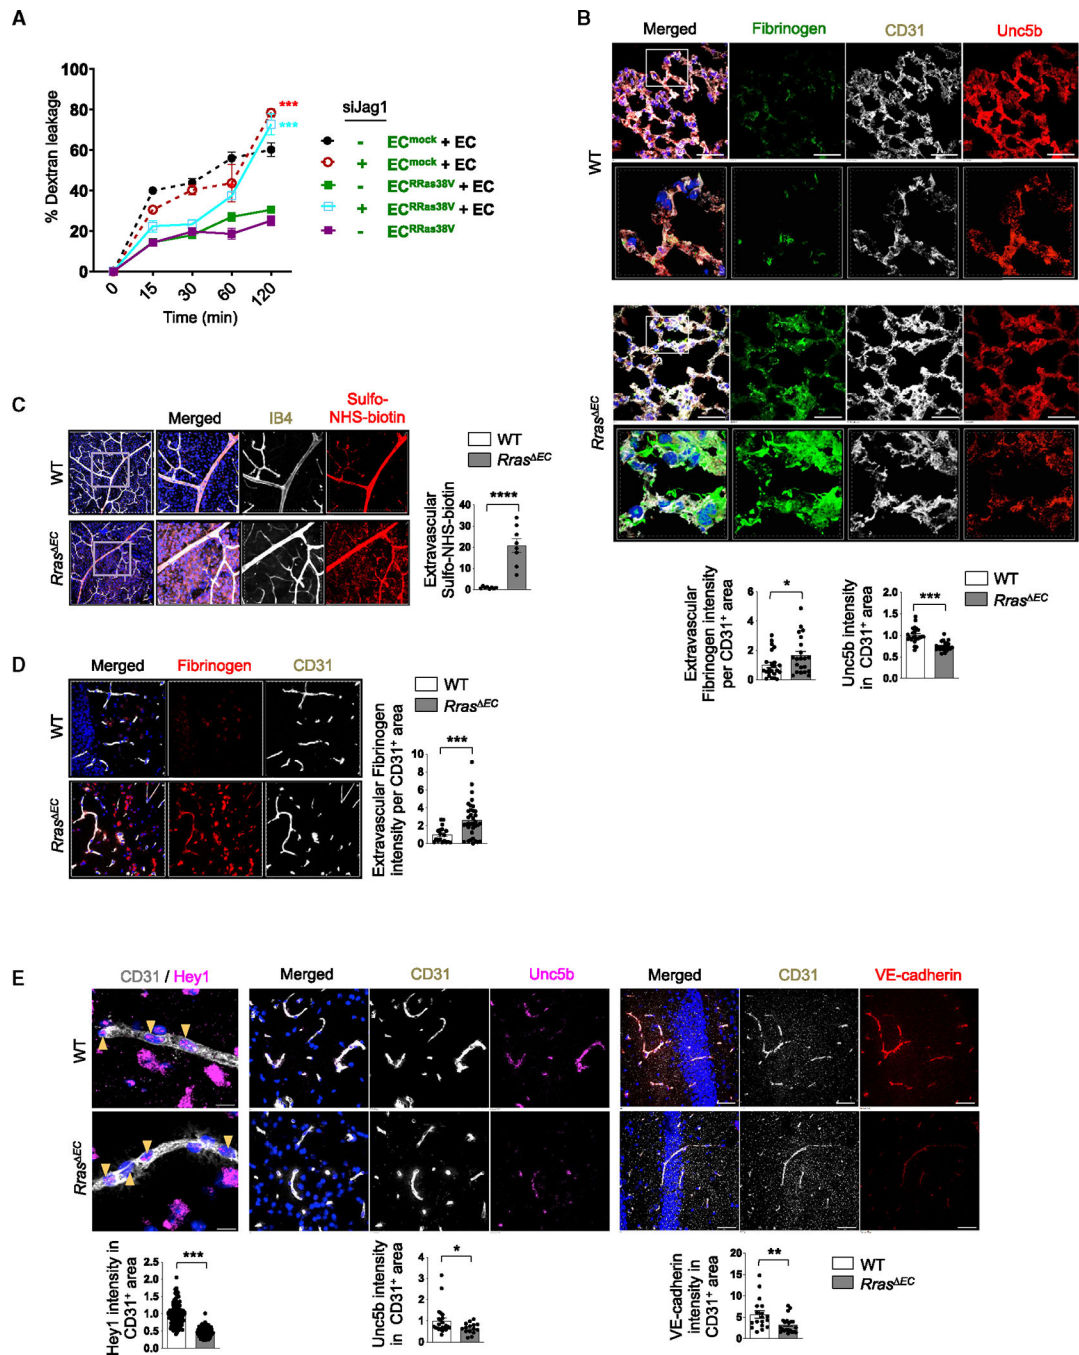 A
100
80
60
40
20
0
% Dextran leakage
0 15 30 60 120
Time (min)
***
***
siJag1
- ECmock + EC
+ ECmock + EC
- ECRRas38V + EC
+ ECRRas38V + EC
- ECRRas38V
B
Merged Fibrinogen CD31 Unc5b
WT
RrasΔEC
Extravascular
Fibrinogen intensity
per CD31+ area
6
4
2
0
*
Unc5b intensity
in CD31+ area
1.5
1.0
0.5
0.0
***
WT
RrasΔEC
C
Merged IB4 Sulfo-
NHS-biotin
WT
RrasΔEC
WT
RrasΔEC
Extravascular
Sulfo-NHS-biotin
40
30
20
10
0
****
D
Merged Fibrinogen CD31
WT
RrasΔEC
WT
RrasΔEC
Extravascular Fibrinogen
intensity per CD31+ area
10
8
6
4
2
0
***
E
CD31 / Hey1 Merged CD31 Unc5b Merged CD31 VE-cadherin
WT
RrasΔEC
Hey1 intensity in
CD31+ area
2.5
2.0
1.5
1.0
0.5
0.0
***
Unc5b intensity
in CD31+ area
4
3
2
1
0
*
VE-cadherin
intensity in
CD31+ area
20
15
10
5
0
**
WT
RrasΔEC